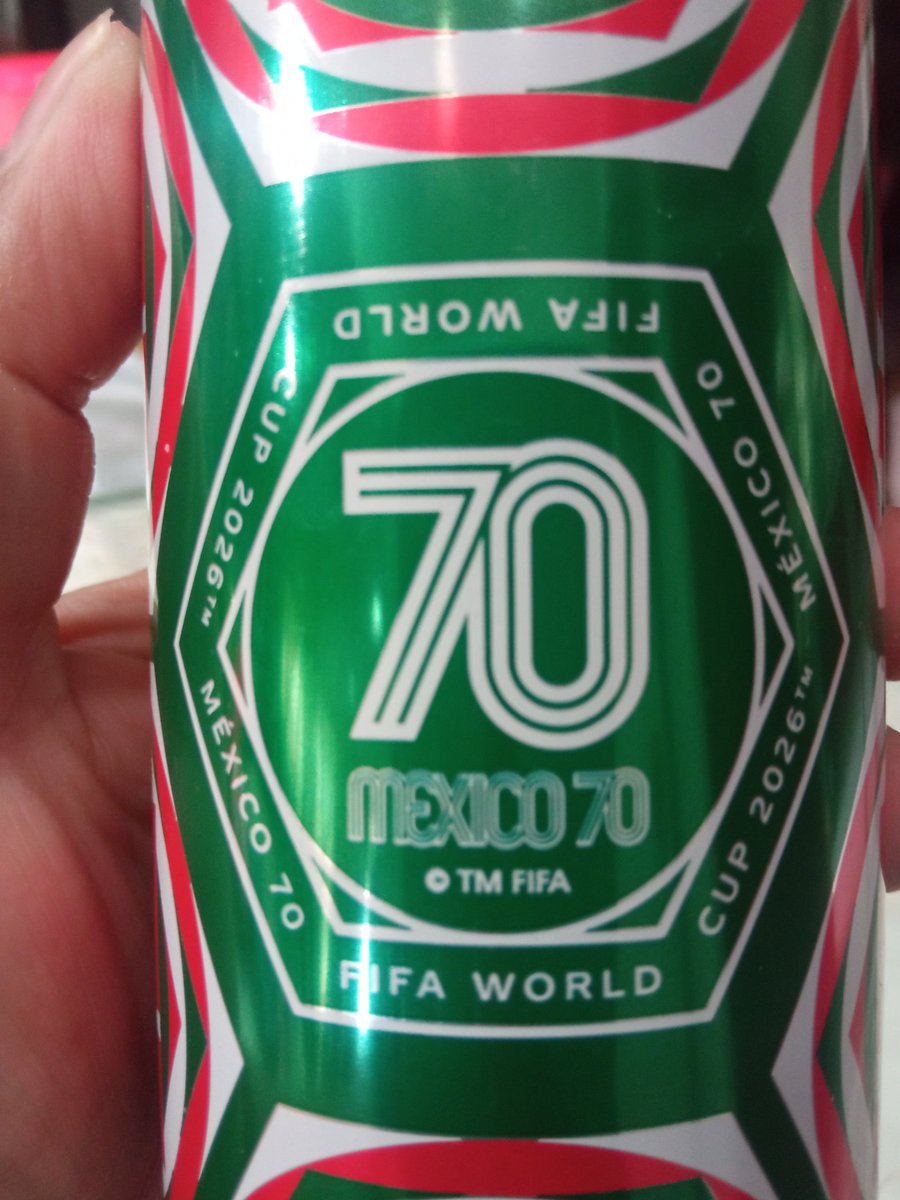 FIFA WORLD
CUP 2026™
MÉXICO 70
70
MEXICO 70
© TM FIFA
MÉXICO 70
FIFA WORLD
CUP 2026™